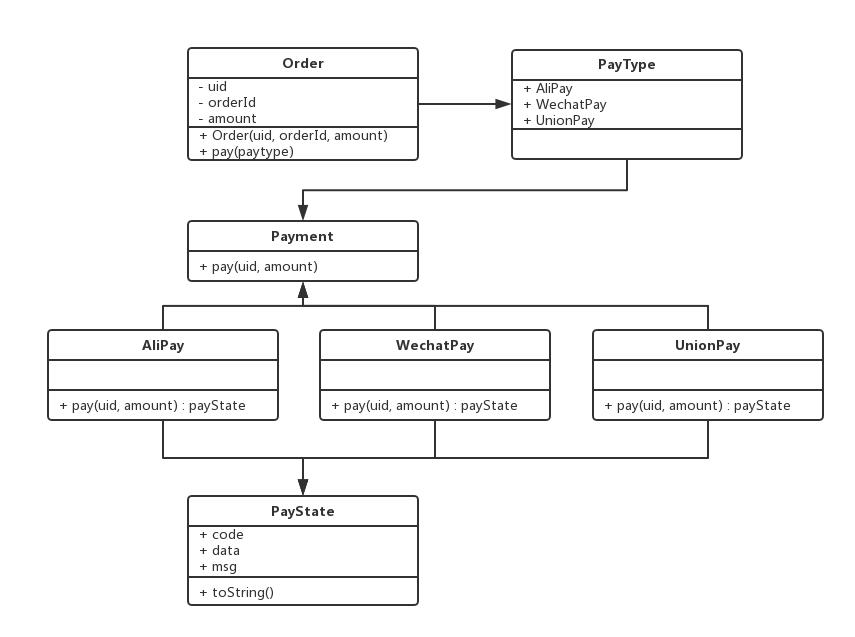 Order
- uid
- orderId
- amount
+ Order(uid, orderId, amount)
+ pay(paytype)
PayType
+ AliPay
+ WechatPay
+ UnionPay
Payment
+ pay(uid, amount)
AliPay
+ pay(uid, amount) : payState
WechatPay
+ pay(uid, amount) : payState
UnionPay
+ pay(uid, amount) : payState
PayState
+ code
+ data
+ msg
+ toString()